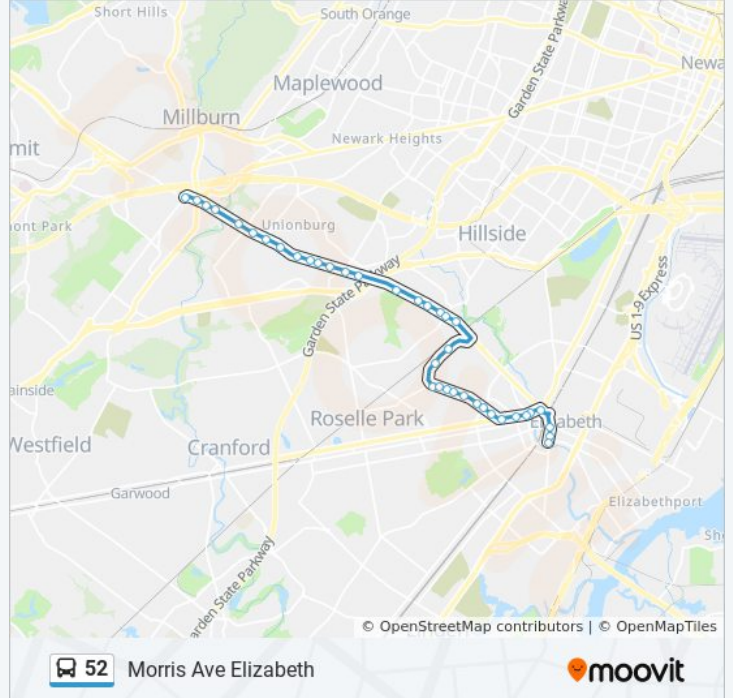 Short Hills
South Orange
Garden State Parkway
Newa
Maplewood
Millburn
Newark Heights
mit
ont Park
Unionburg
Hillside
Garden State Parkway
US 1-9 Express
ainside
Roselle Park
Elizabeth
Westfield
Cranford
Garwood
Elizabethport
Sh
arden State Parkway
© OpenStreetMap contributors | © OpenMapTiles
52 Morris Ave Elizabeth
moovit